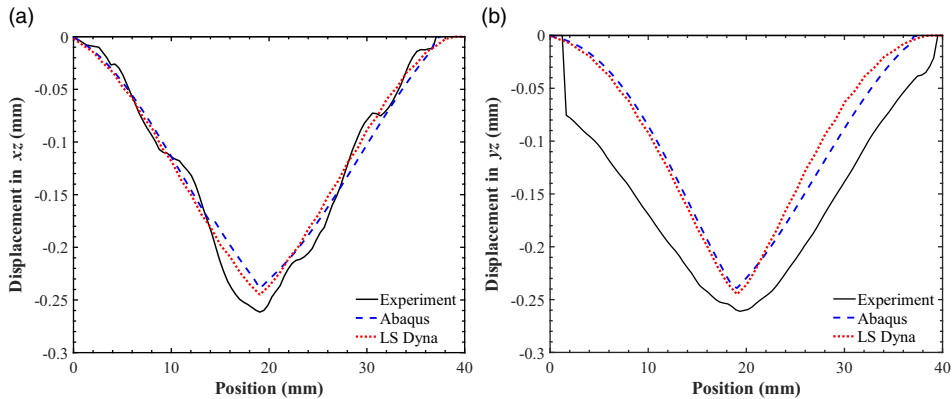 (a)
Displacement in xz (mm)
0
-0.05
-0.1
-0.15
-0.2
-0.25
-0.3
0
10
20
30
40
Position (mm)
Experiment
Abaqus
LS Dyna
(b)
Displacement in yz (mm)
0
-0.05
-0.1
-0.15
-0.2
-0.25
-0.3
0
10
20
30
40
Position (mm)
Experiment
Abaqus
LS Dyna